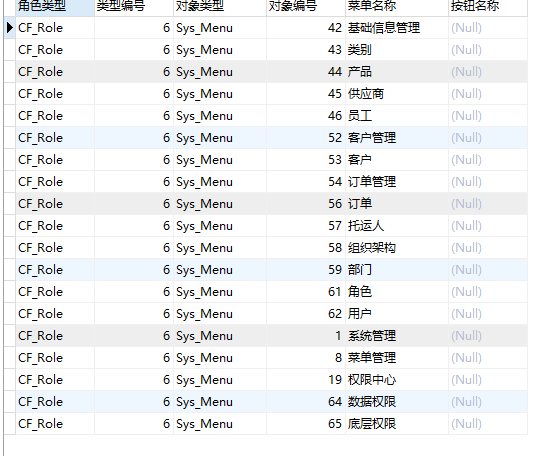 角色类型 类型编号 对象类型 对象编号 菜单名称 按钮名称
CF_Role 6 Sys_Menu 42 基础信息管理 (Null)
CF_Role 6 Sys_Menu 43 类别 (Null)
CF_Role 6 Sys_Menu 44 产品 (Null)
CF_Role 6 Sys_Menu 45 供应商 (Null)
CF_Role 6 Sys_Menu 46 员工 (Null)
CF_Role 6 Sys_Menu 52 客户管理 (Null)
CF_Role 6 Sys_Menu 53 客户 (Null)
CF_Role 6 Sys_Menu 54 订单管理 (Null)
CF_Role 6 Sys_Menu 56 订单 (Null)
CF_Role 6 Sys_Menu 57 托运人 (Null)
CF_Role 6 Sys_Menu 58 组织架构 (Null)
CF_Role 6 Sys_Menu 59 部门 (Null)
CF_Role 6 Sys_Menu 61 角色 (Null)
CF_Role 6 Sys_Menu 62 用户 (Null)
CF_Role 6 Sys_Menu 1 系统管理 (Null)
CF_Role 6 Sys_Menu 8 菜单管理 (Null)
CF_Role 6 Sys_Menu 19 权限中心 (Null)
CF_Role 6 Sys_Menu 64 数据权限 (Null)
CF_Role 6 Sys_Menu 65 底层权限 (Null)